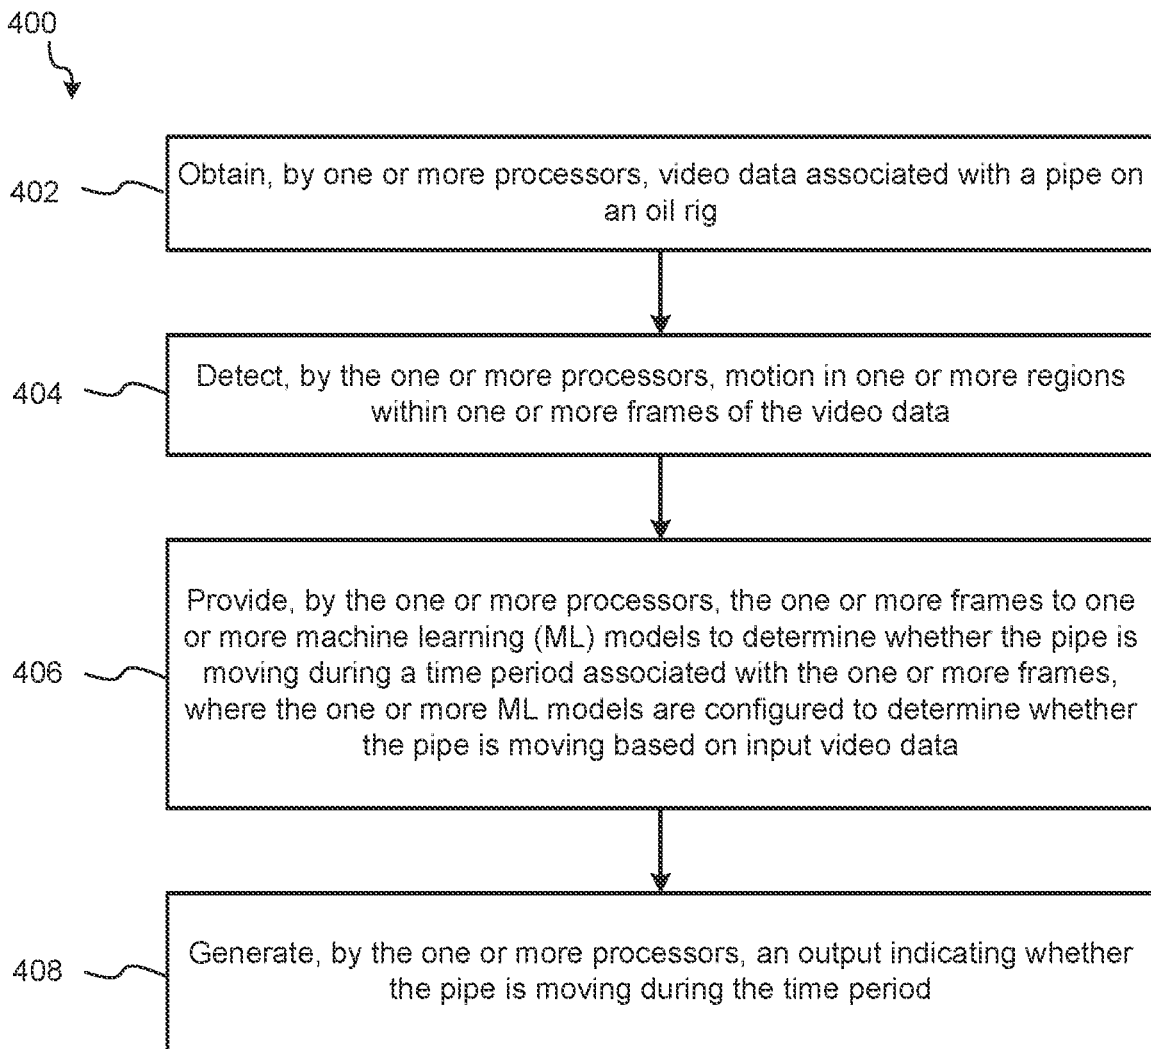 400
402
Obtain, by one or more processors, video data associated with a pipe on
an oil rig
404
Detect, by the one or more processors, motion in one or more regions
within one or more frames of the video data
406
Provide, by the one or more processors, the one or more frames to one
or more machine learning (ML) models to determine whether the pipe is
moving during a time period associated with the one or more frames,
where the one or more ML models are configured to determine whether
the pipe is moving based on input video data
408
Generate, by the one or more processors, an output indicating whether
the pipe is moving during the time period